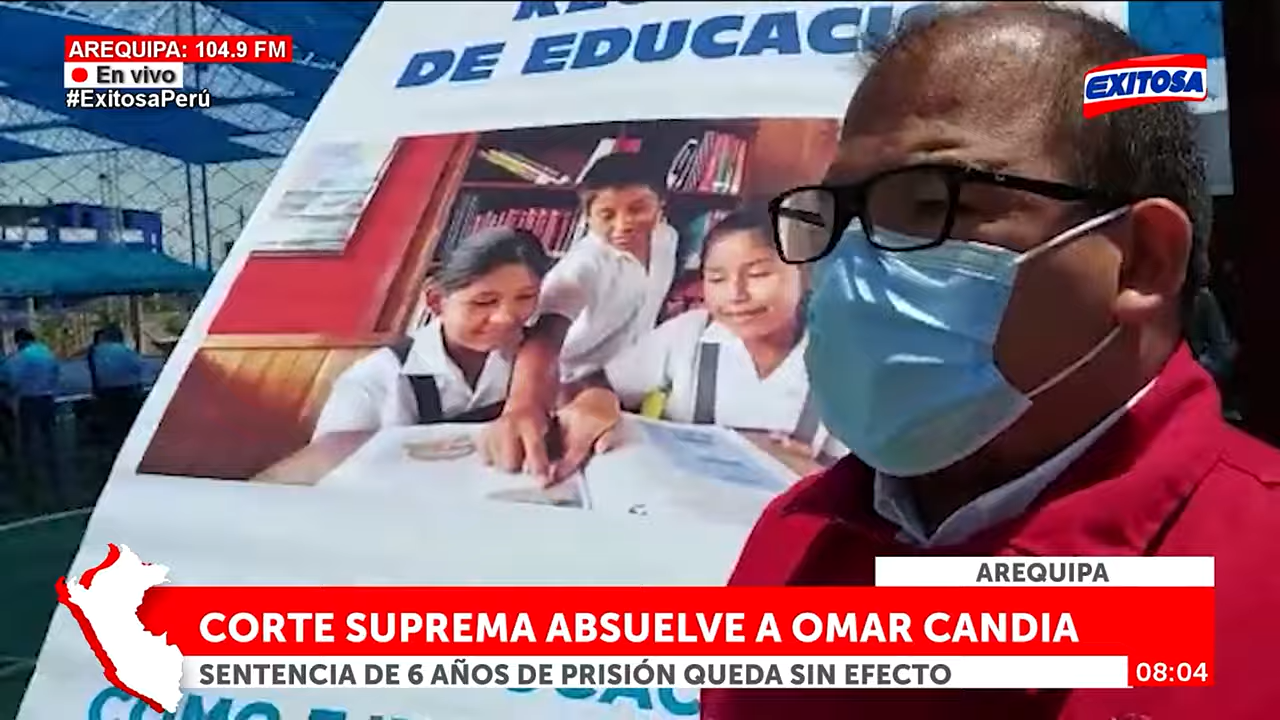 AREQUIPA: 104.9 FM
En vivo
#ExitosaPerú
DE EDUCACI
EXITOSA
AREQUIPA
CORTE SUPREMA ABSUELVE A OMAR CANDIA
SENTENCIA DE 6 AÑOS DE PRISIÓN QUEDA SIN EFECTO
08:04